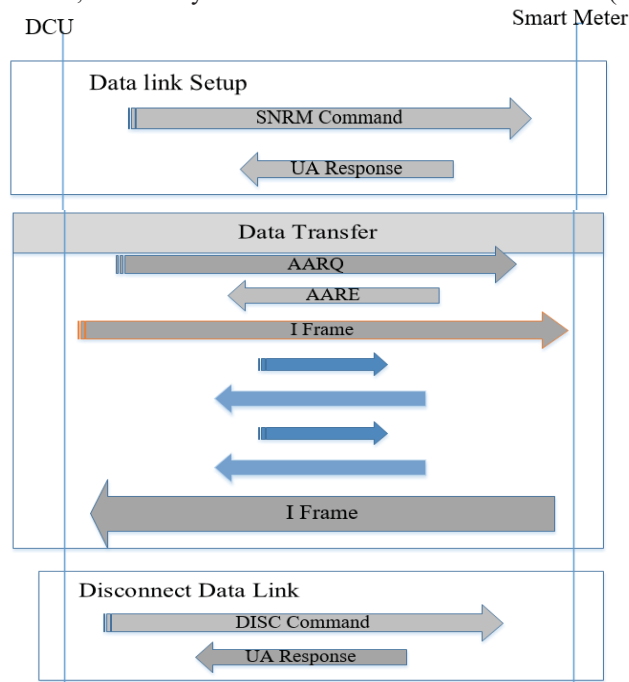 DCU
Smart Meter
Data link Setup
SNRM Command
UA Response
Data Transfer
AARQ
AARE
I Frame
I Frame
Disconnect Data Link
DISC Command
UA Response